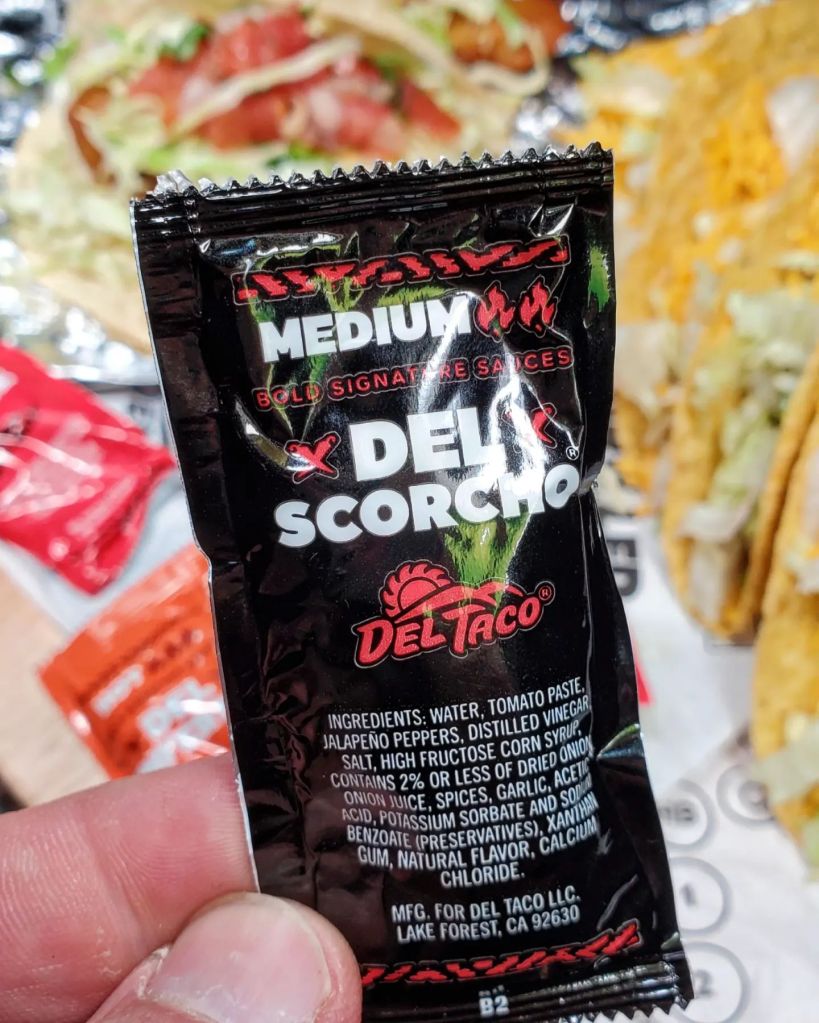 MEDIUM
BOLD SIGNATURE SAUCES
DEL
SCORCHO®
DEL TACO®
INGREDIENTS: WATER, TOMATO PASTE,
JALAPEÑO PEPPERS, DISTILLED VINEGAR,
SALT, HIGH FRUCTOSE CORN SYRUP,
CONTAINS 2% OR LESS OF DRIED ONION,
ONION JUICE, SPICES, GARLIC, ACETIC
ACID, POTASSIUM SORBATE AND SODIUM
BENZOATE (PRESERVATIVES), XANTHAN
GUM, NATURAL FLAVOR, CALCIUM
CHLORIDE.
MFG. FOR DEL TACO LLC.
LAKE FOREST, CA 92630
B2
HOT
DEL